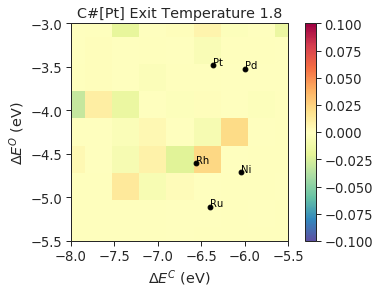 C#[Pt] Exit Temperature 1.8
−3.0
−3.5
−4.0
−4.5
−5.0
−5.5
ΔE^O (eV)
Pt
Pd
Rh
Ni
Ru
−8.0 −7.5 −7.0 −6.5 −6.0 −5.5
ΔE^C (eV)
0.100
0.075
0.050
0.025
0.000
−0.025
−0.050
−0.075
−0.100